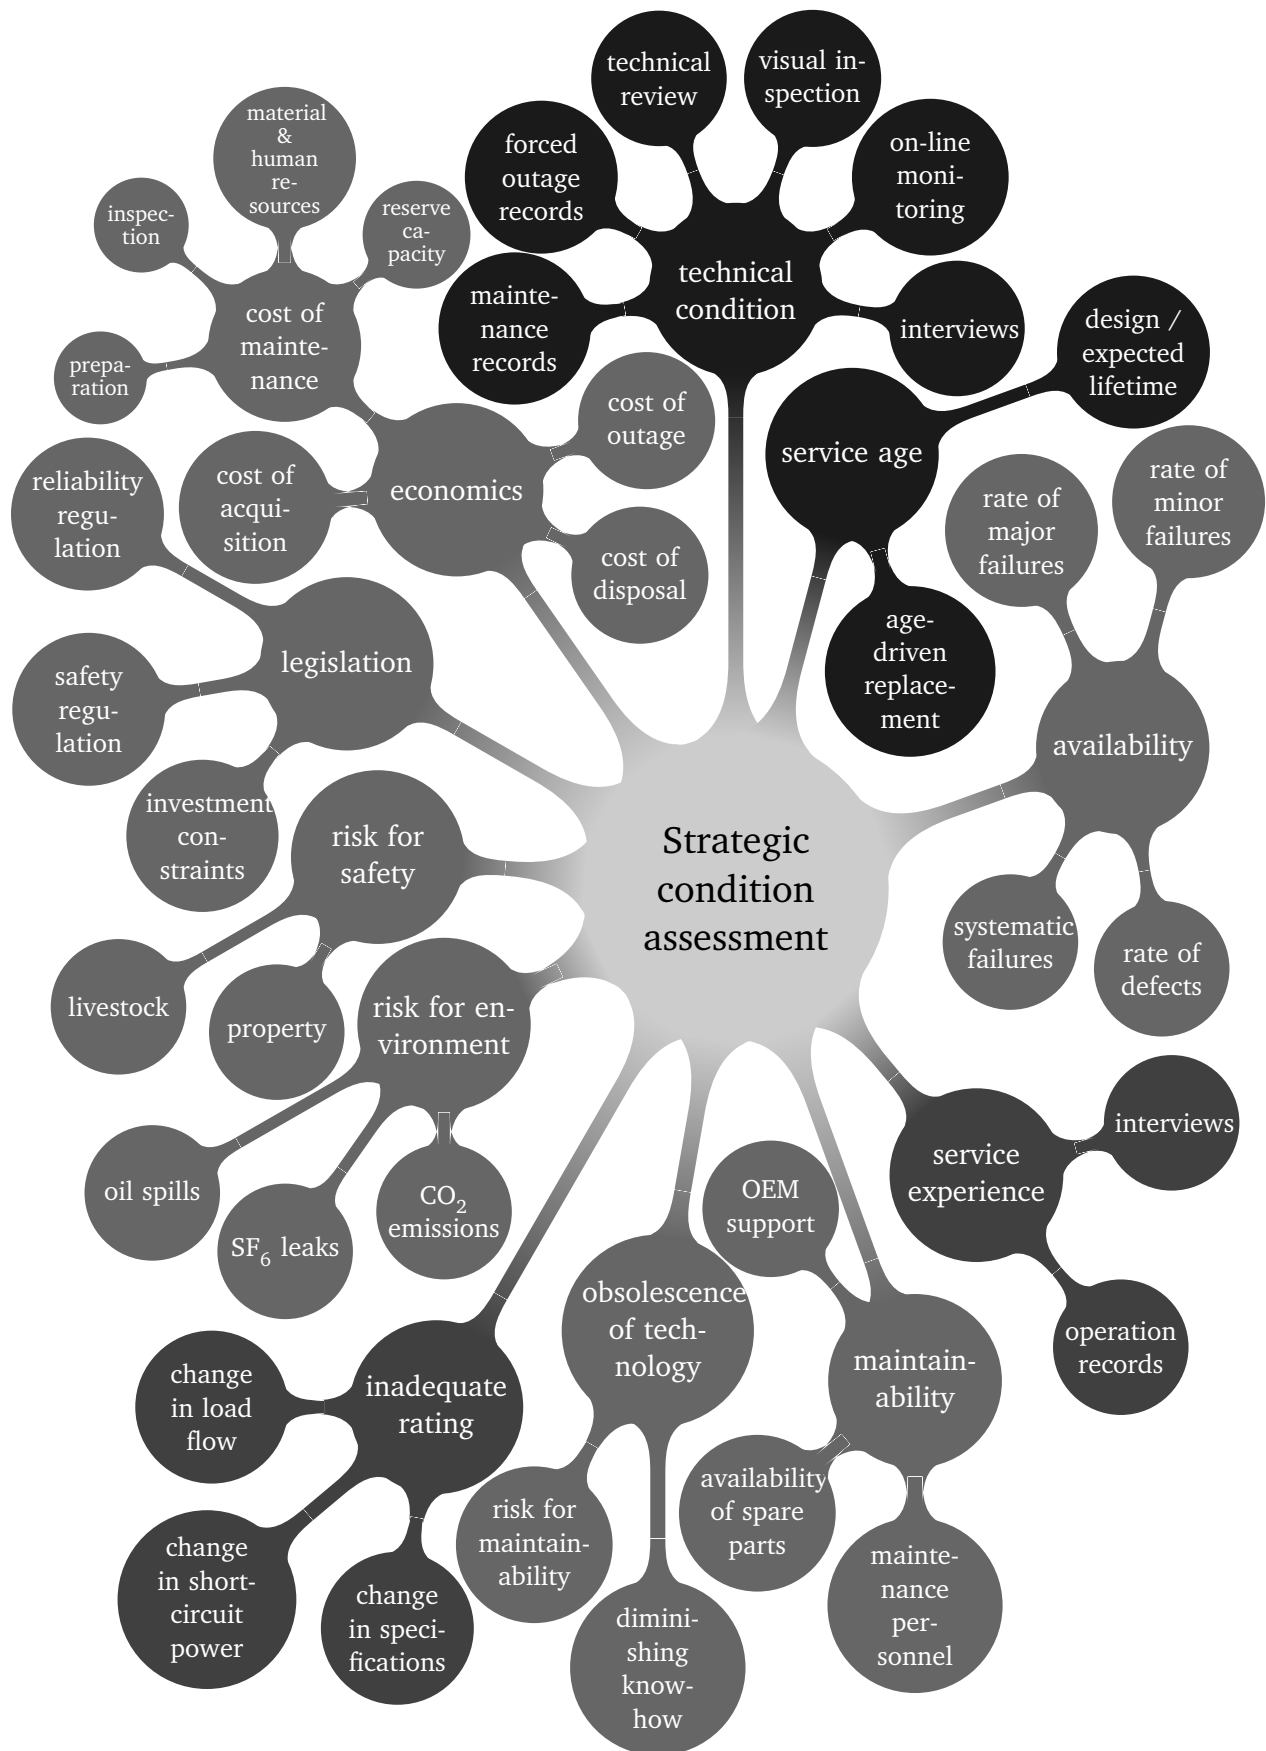 Strategic
condition
assessment
technical
condition
mainte-
nance
records
forced
outage
records
technical
review
visual in-
spection
on-line
moni-
toring
interviews
service age
design /
expected
lifetime
age-
driven
replace-
ment
availability
rate of
major
failures
rate of
minor
failures
systematic
failures
rate of
defects
service
experience
interviews
operation
records
maintain-
ability
OEM
support
availability
of spare
parts
mainte-
nance
per-
sonnel
obsolescence
of tech-
nology
risk for
maintain-
ability
dimini-
shing
know-
how
inadequate
rating
change
in load
flow
change
in short-
circuit
power
change
in speci-
fications
risk for en-
vironment
oil spills
SF6 leaks
CO2
emissions
risk for
safety
livestock
property
legislation
reliability
regu-
lation
safety
regu-
lation
investment
con-
straints
economics
cost of
acqui-
sition
cost of
mainte-
nance
prepa-
ration
inspec-
tion
material
&
human
re-
sources
reserve
ca-
pacity
cost of
outage
cost of
disposal